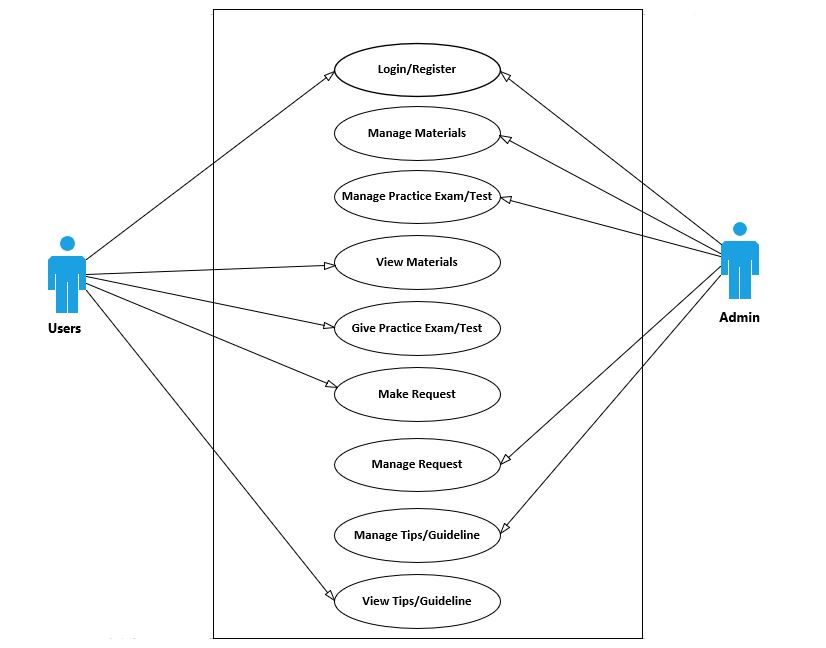 Login/Register
Manage Materials
Manage Practice Exam/Test
View Materials
Give Practice Exam/Test
Make Request
Manage Request
Manage Tips/Guideline
View Tips/Guideline
Users
Admin